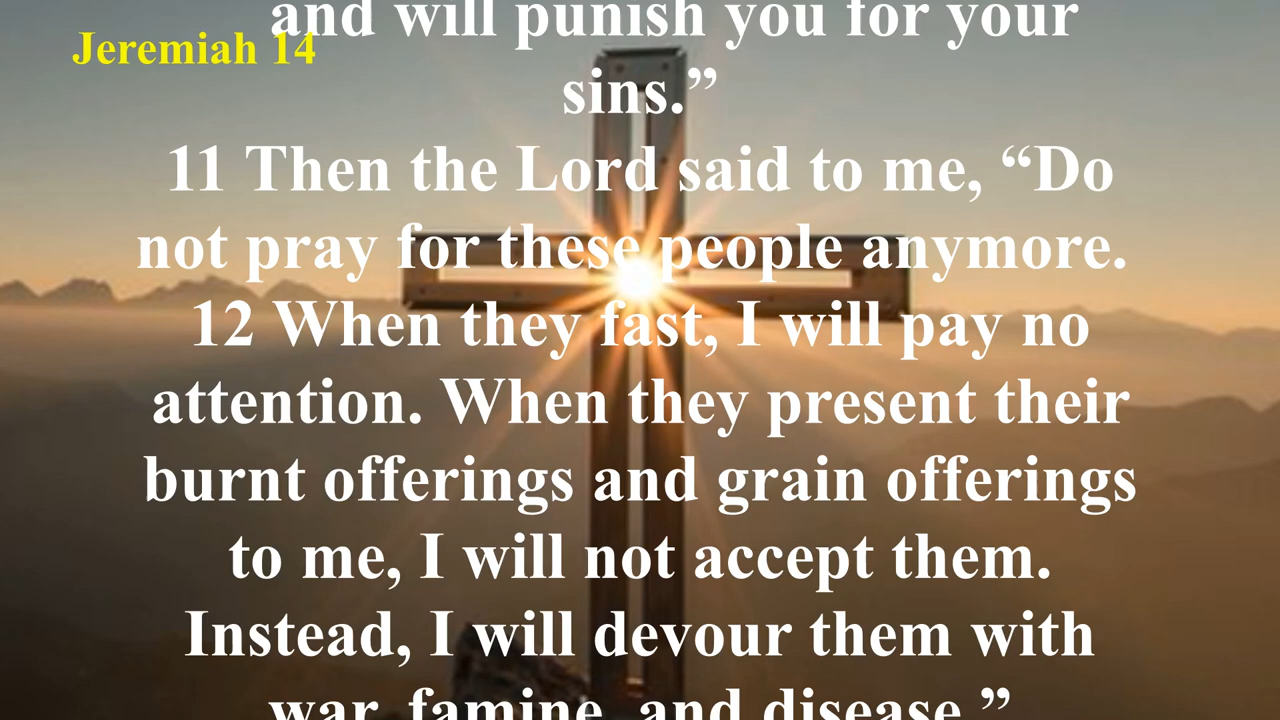 and will punish you for your
Jeremiah 14
sins.”
11 Then the Lord said to me, “Do
not pray for these people anymore.
12 When they fast, I will pay no
attention. When they present their
burnt offerings and grain offerings
to me, I will not accept them.
Instead, I will devour them with
war, famine, and disease.”